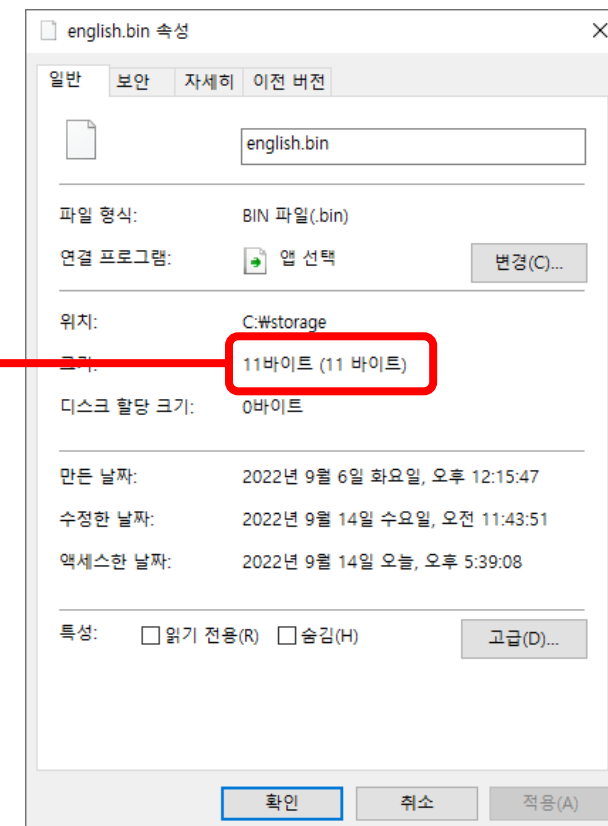 english.bin 속성
일반 보안 자세히 이전 버전
english.bin
파일 형식: BIN 파일(.bin)
연결 프로그램: 앱 선택 변경(C)...
위치: C:₩storage
크기: 11바이트 (11 바이트)
디스크 할당 크기: 0바이트
만든 날짜: 2022년 9월 6일 화요일, 오후 12:15:47
수정한 날짜: 2022년 9월 14일 수요일, 오전 11:43:51
액세스한 날짜: 2022년 9월 14일 오늘, 오후 5:39:08
특성: 읽기 전용(R) 숨김(H) 고급(D)...
확인 취소 적용(A)